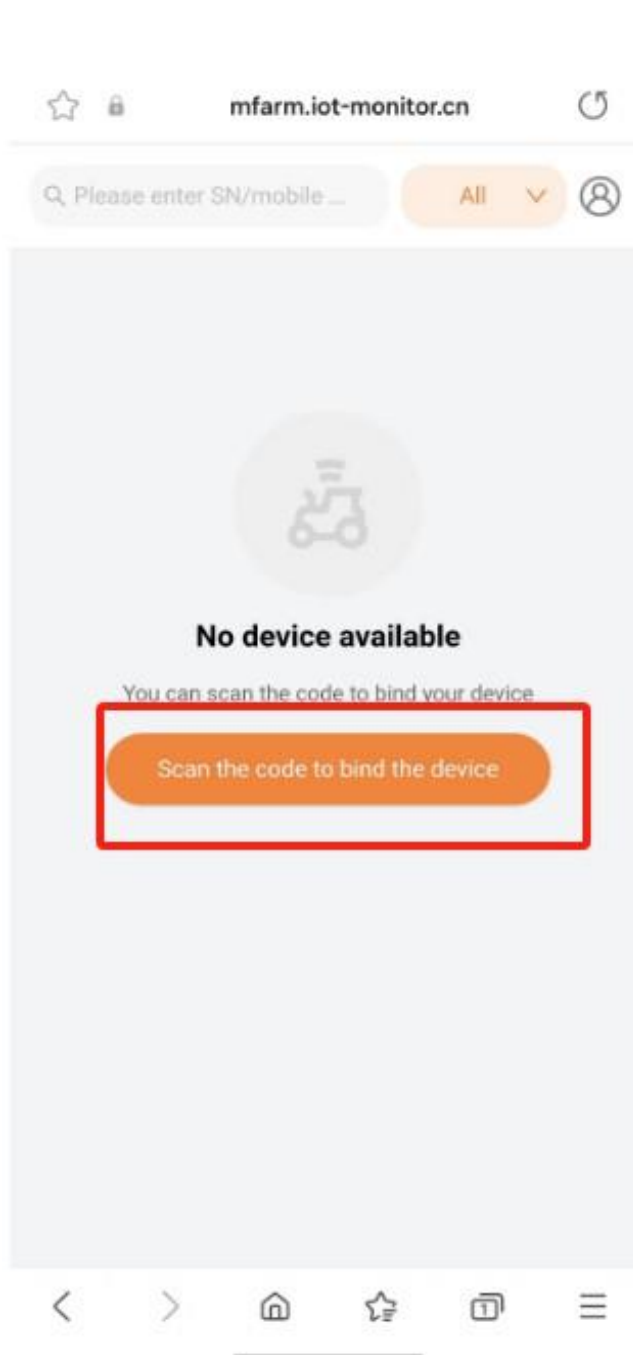 mfarm.iot-monitor.cn
Please enter SN/mobile ...
All
No device available
You can scan the code to bind your device
Scan the code to bind the device
1